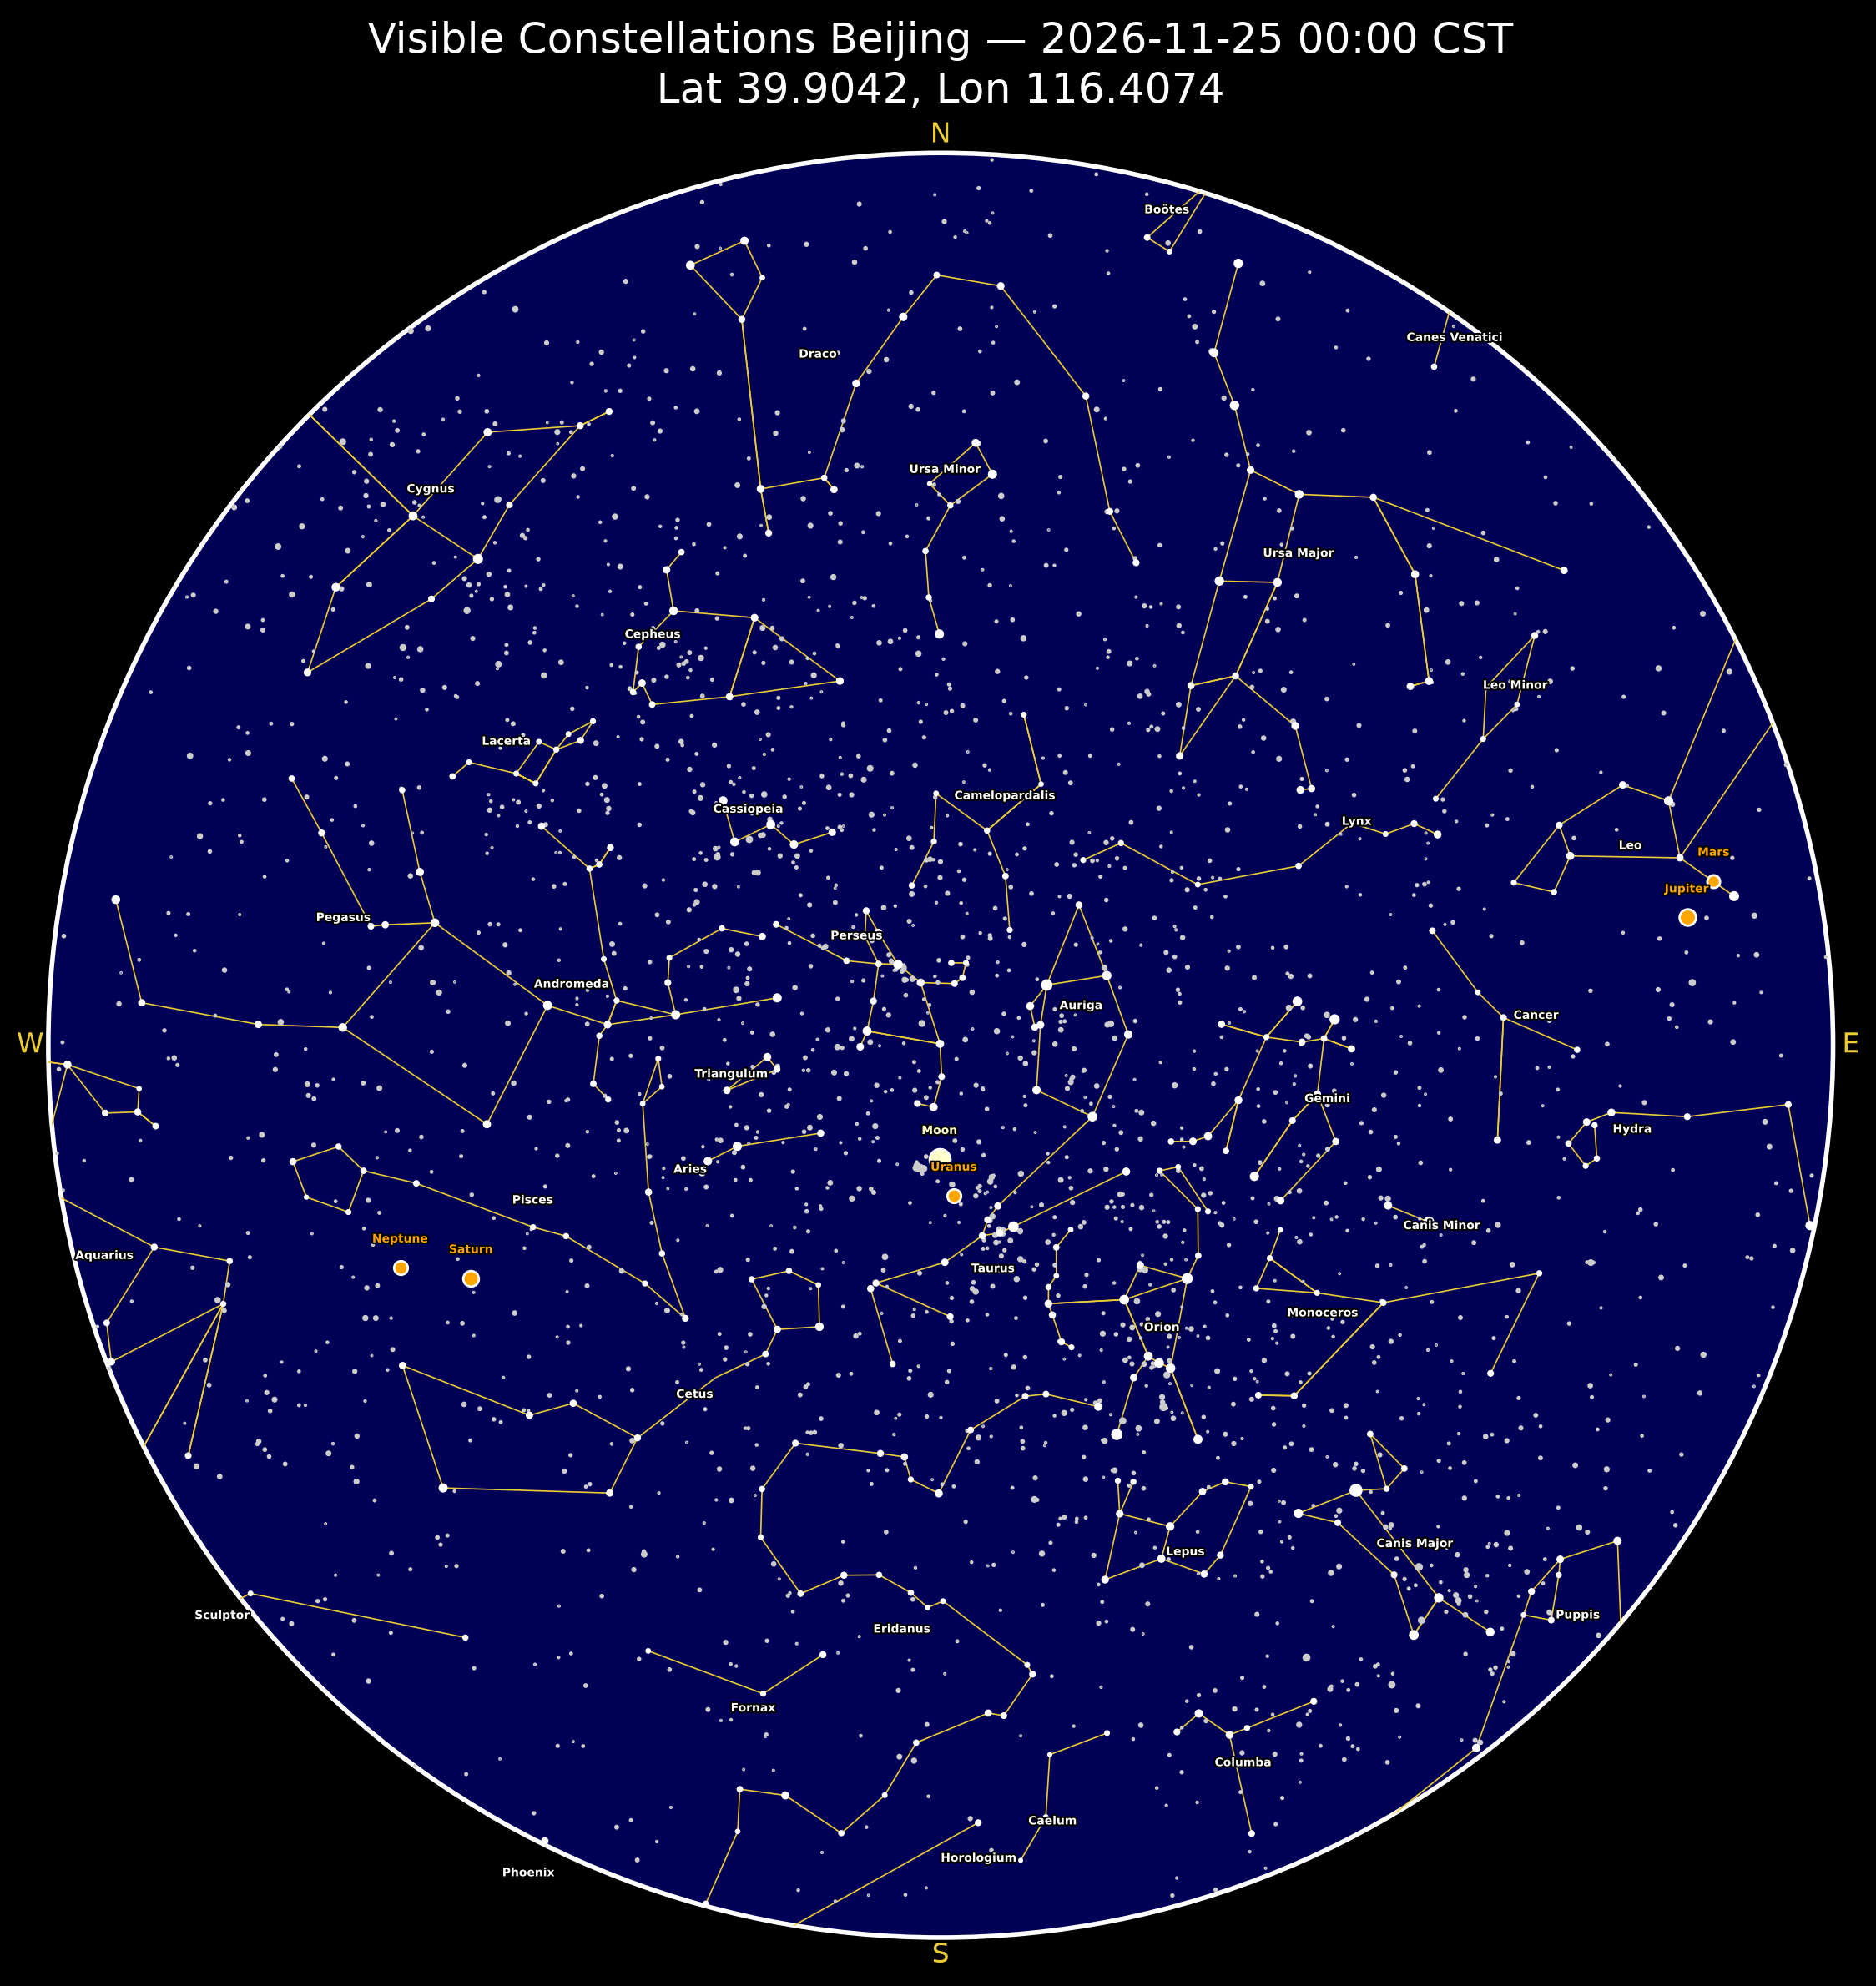 Visible Constellations Beijing — 2026-11-25 00:00 CST
Lat 39.9042, Lon 116.4074
N
Boötes
Canes Venatici
Draco
Ursa Minor
Cygnus
Ursa Major
Cepheus
Leo Minor
Lacerta
Camelopardalis
Cassiopeia
Lynx
Leo
Mars
Jupiter
Pegasus
Perseus
Andromeda
Auriga
Cancer
W
E
Triangulum
Gemini
Moon
Hydra
Aries
Uranus
Pisces
Canis Minor
Neptune
Saturn
Aquarius
Taurus
Monoceros
Orion
Cetus
Canis Major
Lepus
Sculptor
Puppis
Eridanus
Fornax
Columba
Caelum
Horologium
Phoenix
S